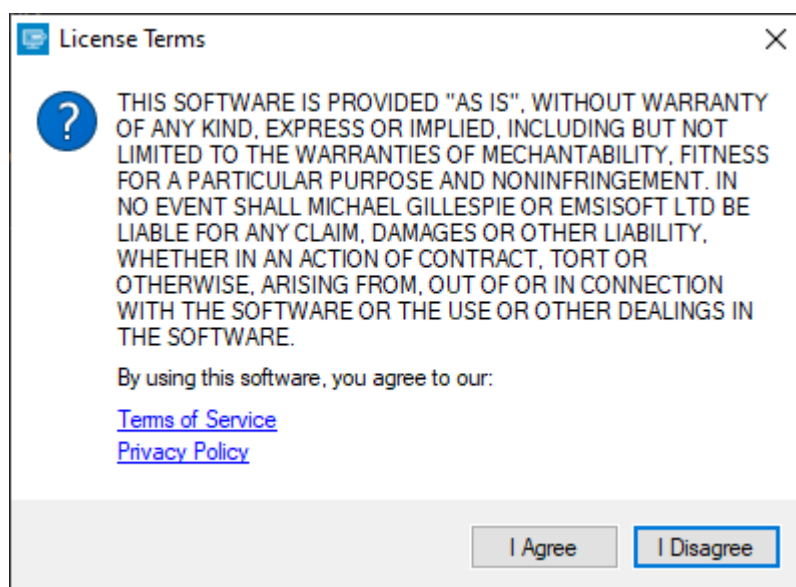 License Terms
THIS SOFTWARE IS PROVIDED "AS IS", WITHOUT WARRANTY
OF ANY KIND, EXPRESS OR IMPLIED, INCLUDING BUT NOT
LIMITED TO THE WARRANTIES OF MECHANTABILITY, FITNESS
FOR A PARTICULAR PURPOSE AND NONINFRINGEMENT. IN
NO EVENT SHALL MICHAEL GILLESPIE OR EMSISOFT LTD BE
LIABLE FOR ANY CLAIM, DAMAGES OR OTHER LIABILITY,
WHETHER IN AN ACTION OF CONTRACT, TORT OR
OTHERWISE, ARISING FROM, OUT OF OR IN CONNECTION
WITH THE SOFTWARE OR THE USE OR OTHER DEALINGS IN
THE SOFTWARE.
By using this software, you agree to our:
Terms of Service
Privacy Policy
I Agree
I Disagree